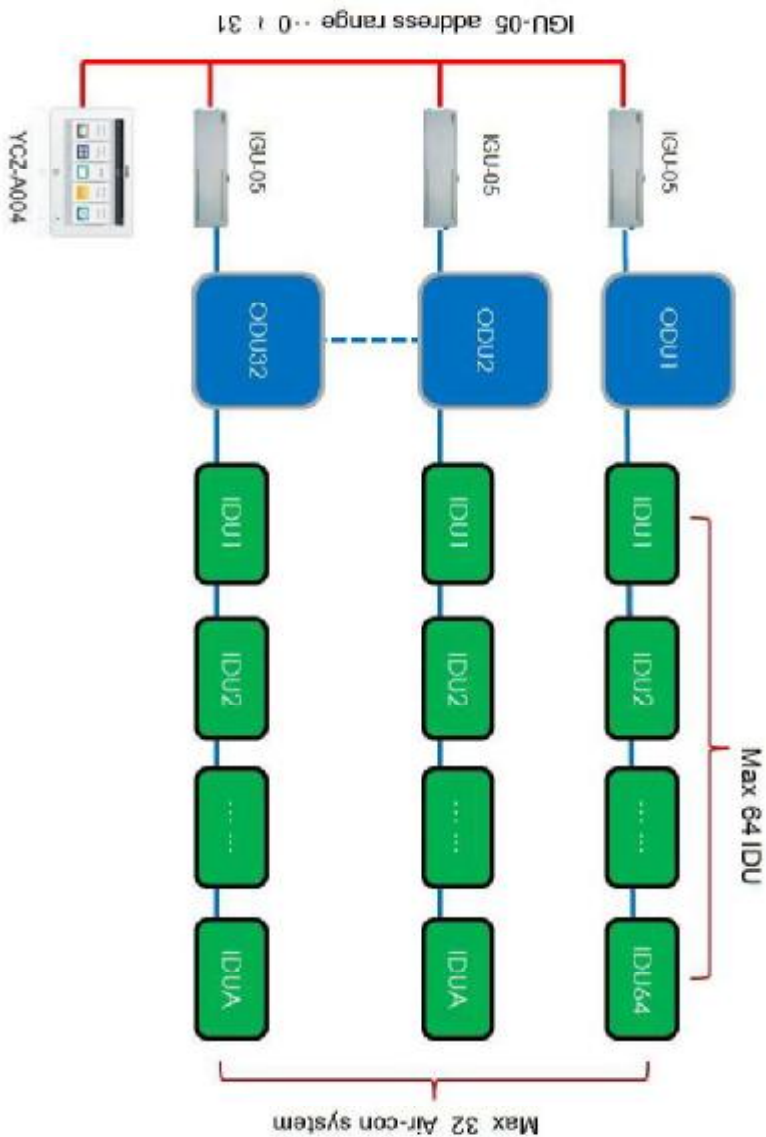 Max 64 IDU
IGU-05
ODU1
IDU1
IDU2
... ...
IDU64
IGU-05 address range ···0 ~ 31
IGU-05
ODU2
IDU1
IDU2
... ...
IDUA
Max 32 Air-con
system
IGU-05
ODU32
IDU1
IDU2
... ...
IDUA
YCZ-A004